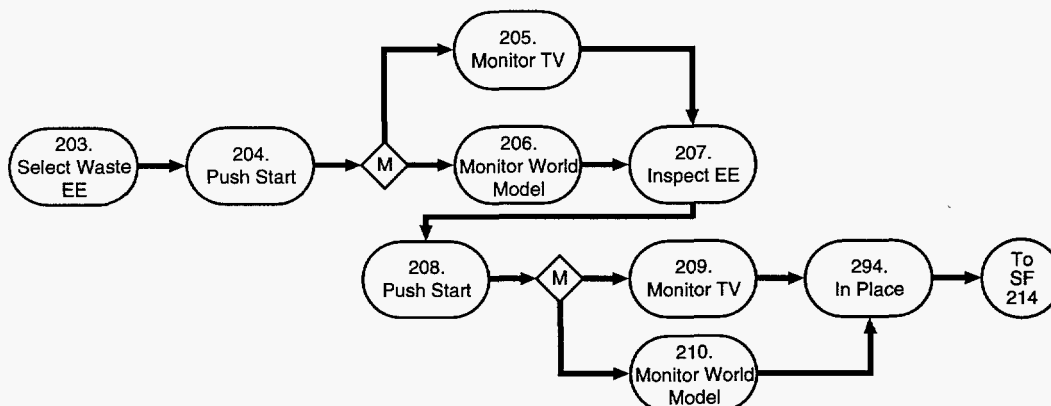 205.
Monitor TV
203.
Select Waste
EE
204.
Push Start
M
206.
Monitor World
Model
207.
Inspect EE
208.
Push Start
M
209.
Monitor TV
294.
In Place
To
SF
214
210.
Monitor World
Model